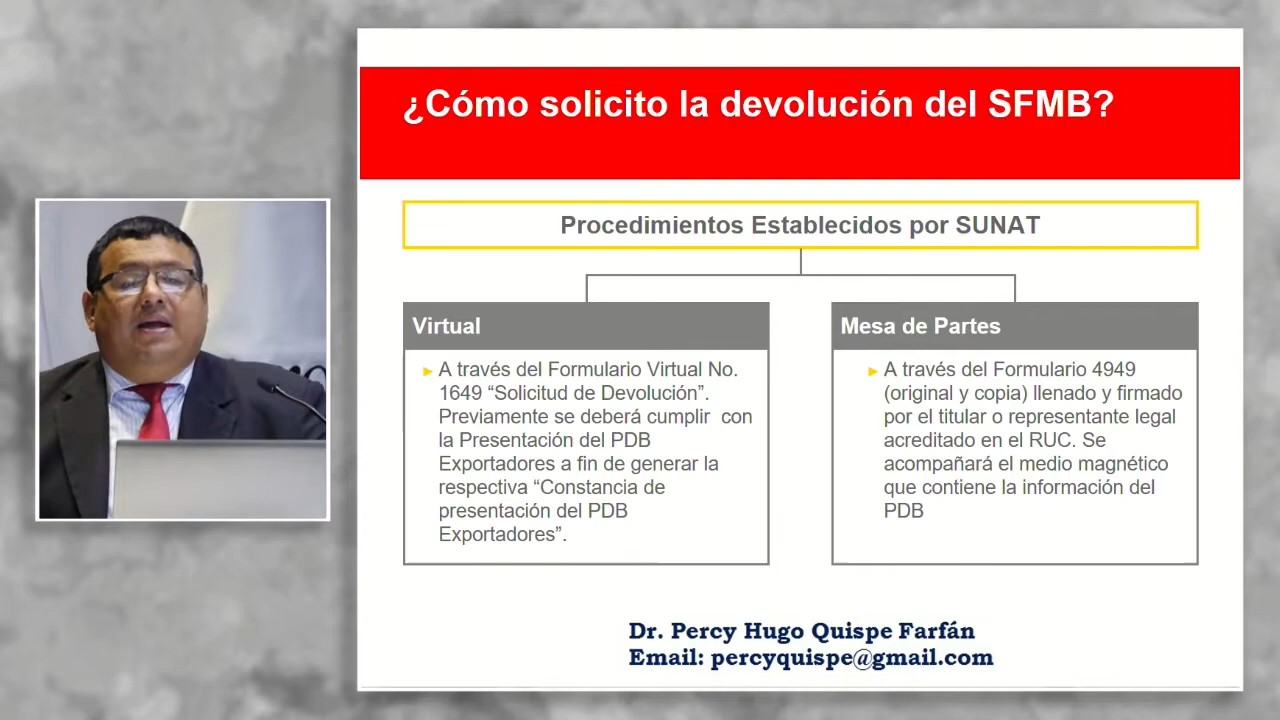 ¿Cómo solicito la devolución del SFMB?
Procedimientos Establecidos por SUNAT
Virtual
► A través del Formulario Virtual No.
1649 “Solicitud de Devolución”.
Previamente se deberá cumplir con
la Presentación del PDB
Exportadores a fin de generar la
respectiva “Constancia de
presentación del PDB
Exportadores”.
Mesa de Partes
► A través del Formulario 4949
(original y copia) llenado y firmado
por el titular o representante legal
acreditado en el RUC. Se
acompañará el medio magnético
que contiene la información del
PDB
Dr. Percy Hugo Quispe Farfán
Email: percyquispe@gmail.com